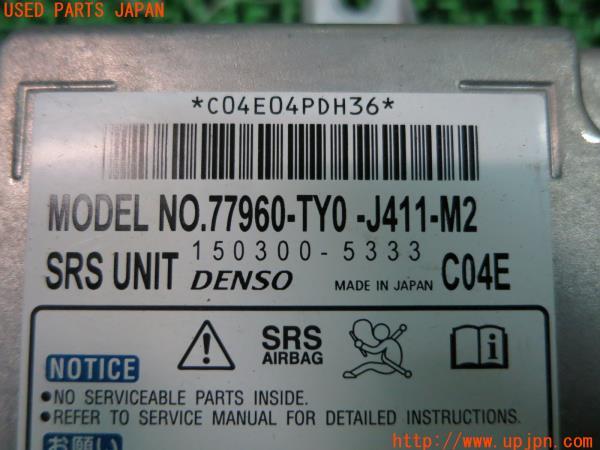 USED PARTS JAPAN
*C04E04PDH36*
MODEL NO.77960-TY0 -J411-M2
150300-5333
SRS UNIT DENSO MADE IN JAPAN C04E
SRS
AIRBAG
NOTICE
•NO SERVICEABLE PARTS INSIDE.
•REFER TO SERVICE MANUAL FOR DETAILED INSTRUCTIONS.
お願い
http://www.upjpn.com/